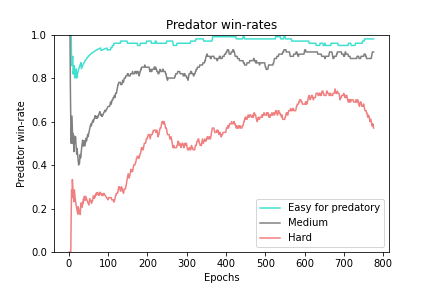 Predator win-rates
Predator win-rate
1.0
0.8
0.6
0.4
0.2
0.0
Easy for predatory
Medium
Hard
0 100 200 300 400 500 600 700 800
Epochs